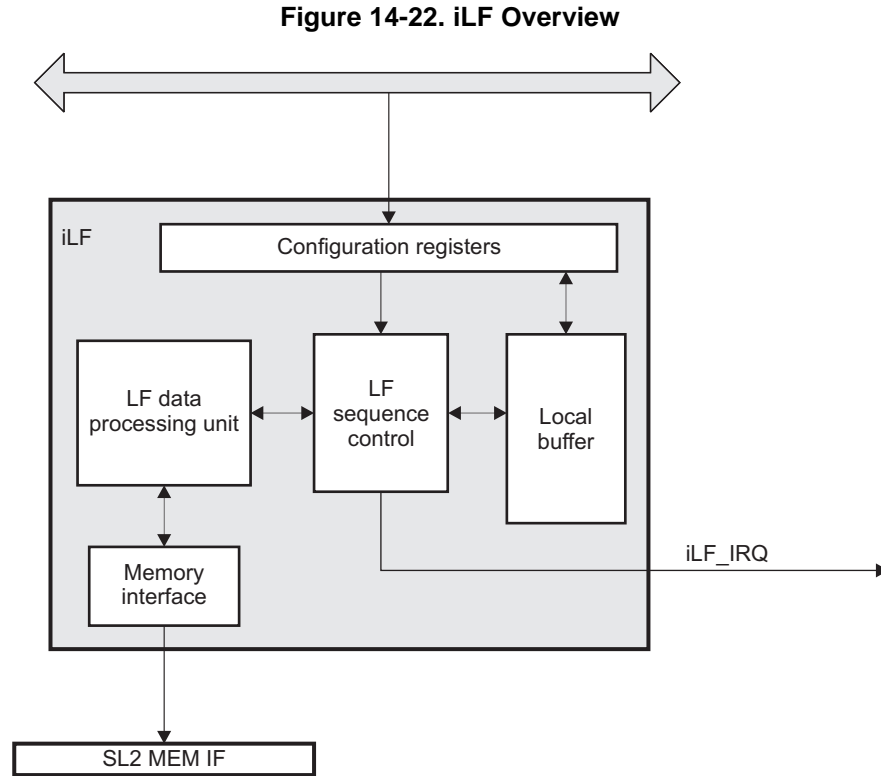 Figure 14-22. iLF Overview
iLF
Configuration registers
LF data
processing unit
LF
sequence
control
Local
buffer
iLF_IRQ
Memory
interface
SL2 MEM IF